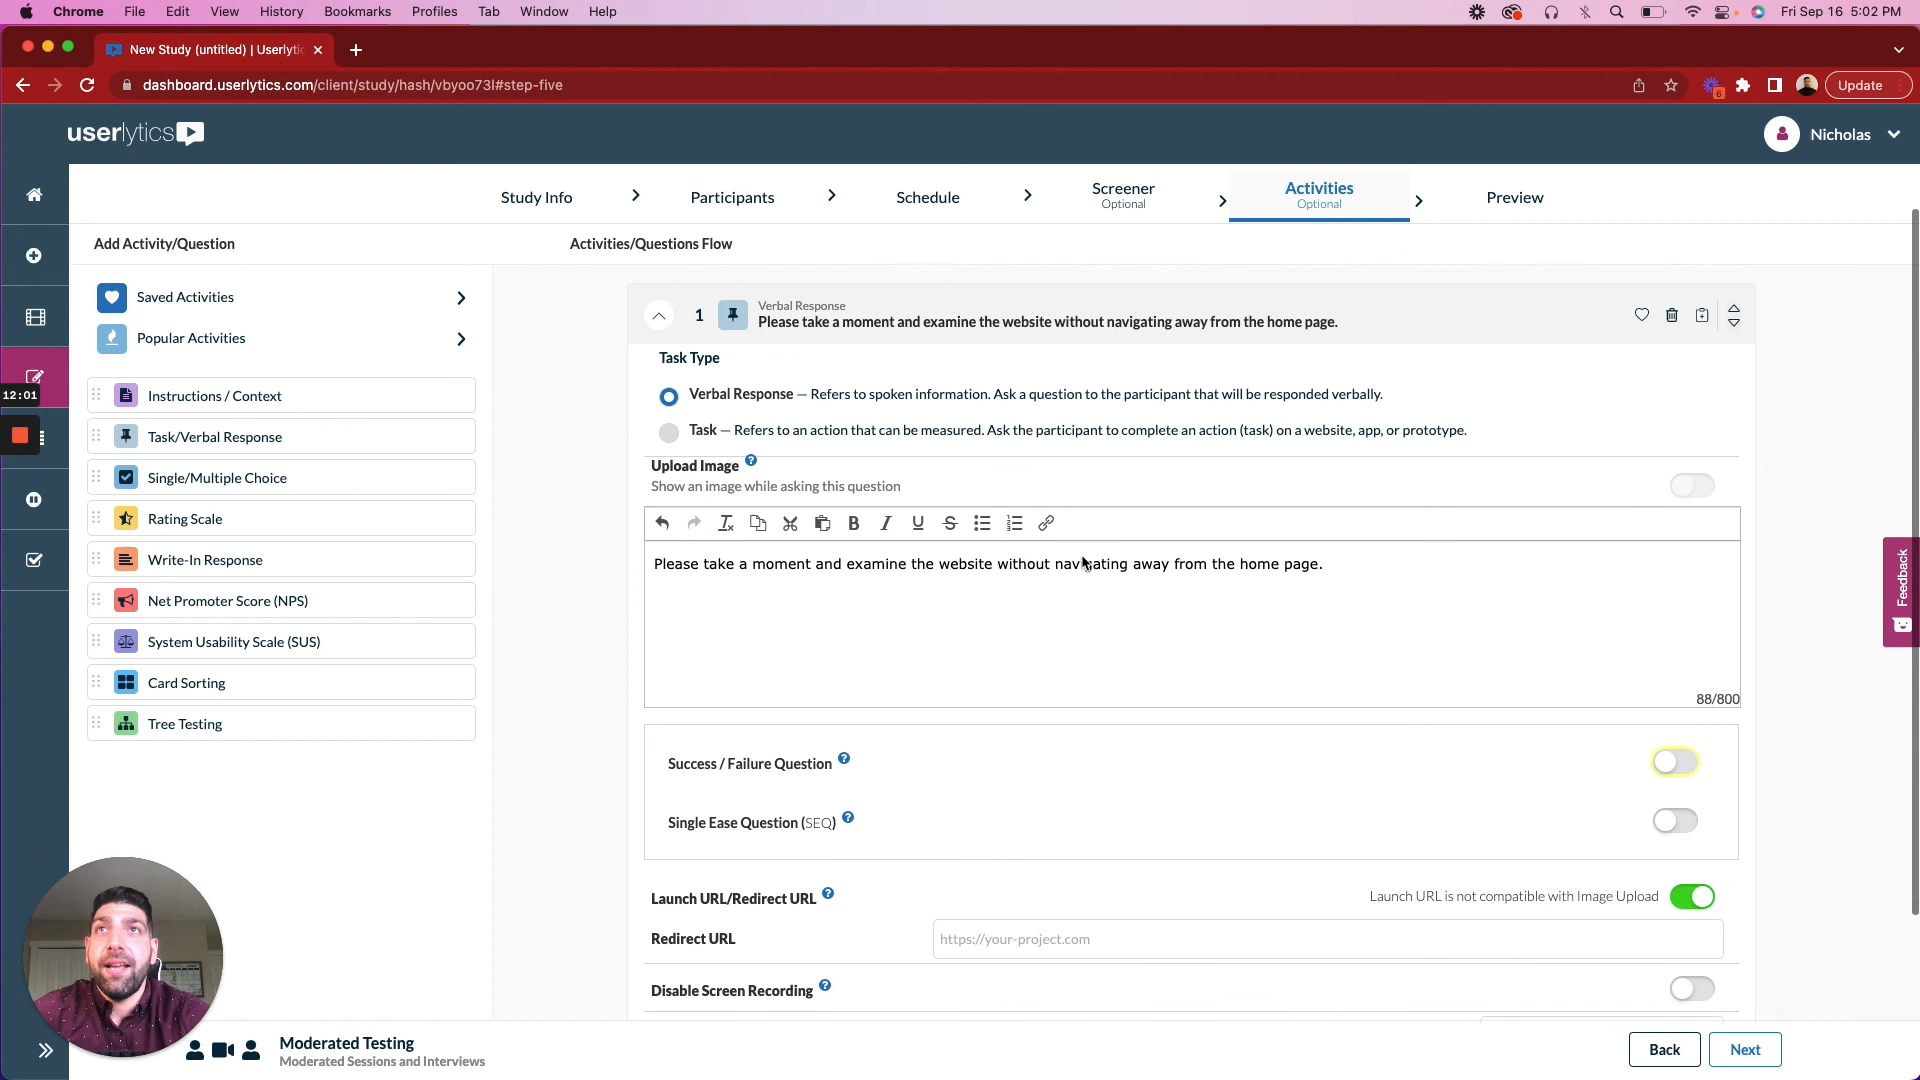 Chrome File Edit View History Bookmarks Profiles Tab Window Help Fri Sep 16 5:02 PM
New Study (untitled) | Userlytic
dashboard.userlytics.com/client/study/hash/vbyoo73l#step-five
6
Update
userlytics
Nicholas
Study Info
Participants
Schedule
Screener
Optional
Activities
Optional
Preview
Add Activity/Question
Activities/Questions Flow
Saved Activities
Popular Activities
Instructions / Context
Task/Verbal Response
Single/Multiple Choice
Rating Scale
Write-In Response
Net Promoter Score (NPS)
System Usability Scale (SUS)
Card Sorting
Tree Testing
12:01
1
Verbal Response
Please take a moment and examine the website without navigating away from the home page.
Task Type
Verbal Response — Refers to spoken information. Ask a question to the participant that will be responded verbally.
Task — Refers to an action that can be measured. Ask the participant to complete an action (task) on a website, app, or prototype.
Upload Image ?
Show an image while asking this question
B I U S
Please take a moment and examine the website without navigating away from the home page.
88/800
Success / Failure Question ?
Single Ease Question (SEQ) ?
Launch URL/Redirect URL ?
Launch URL is not compatible with Image Upload
Redirect URL
https://your-project.com
Disable Screen Recording ?
Feedback
Moderated Testing
Moderated Sessions and Interviews
Back
Next